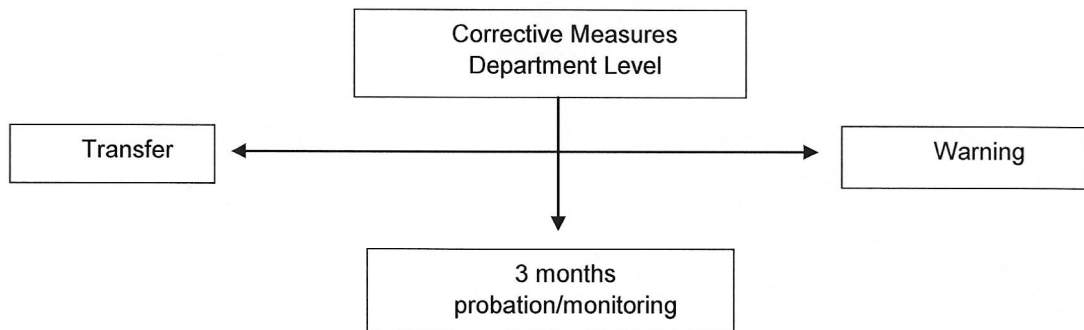 Corrective Measures
Department Level
Transfer
Warning
3 months
probation/monitoring